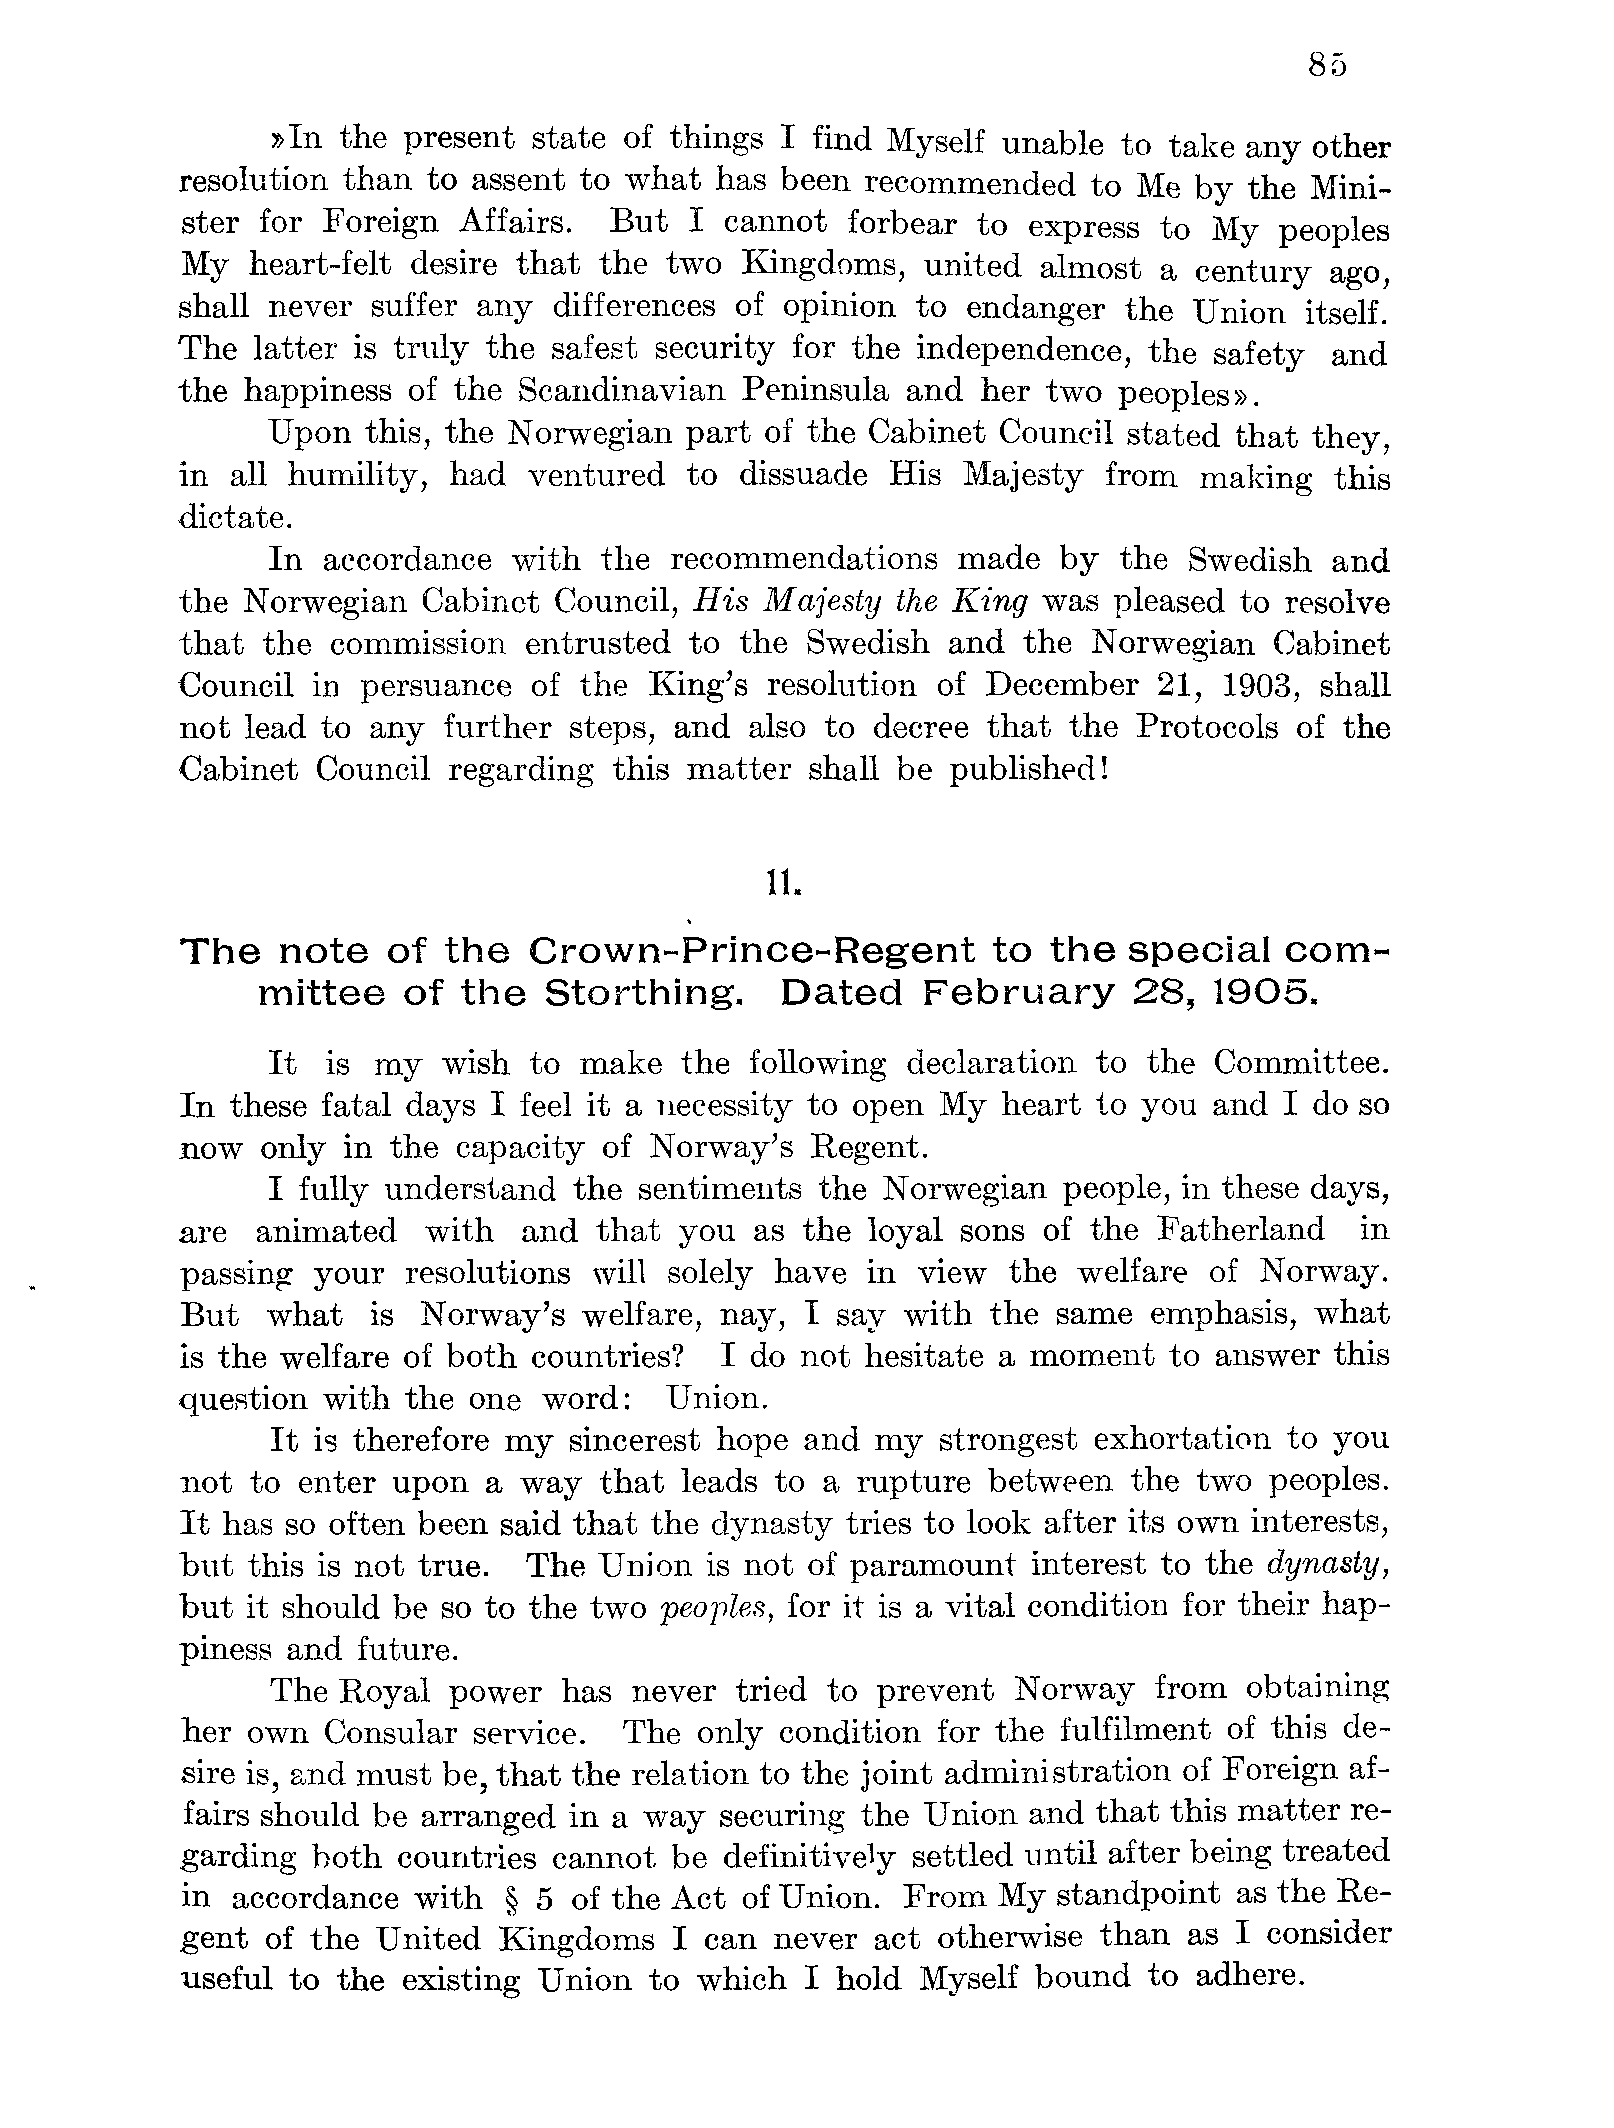 85
»In the present state of things I find Myself unable to take any other
resolution than to assent to what has been recommended to Me by the Mini-
ster for Foreign Affairs. But I cannot forbear to express to My peoples
My heart-felt desire that the two Kingdoms, united almost a century ago,
shall never suffer any differences of opinion to endanger the Union itself.
The latter is truly the safest security for the independence, the safety and
the happiness of the Scandinavian Peninsula and her two peoples».
Upon this, the Norwegian part of the Cabinet Council stated that they,
in all humility, had ventured to dissuade His Majesty from making this
dictate.
In accordance with the recommendations made by the Swedish and
the Norwegian Cabinet Council, His Majesty the King was pleased to resolve
that the commission entrusted to the Swedish and the Norwegian Cabinet
Council in persuance of the King's resolution of December 21, 1903, shall
not lead to any further steps, and also to decree that the Protocols of the
Cabinet Council regarding this matter shall be published!
11.
The note of the Crown-Prince-Regent to the special com-
mittee of the Storthing. Dated February 28, 1905.
It is my wish to make the following declaration to the Committee.
In these fatal days I feel it a necessity to open My heart to you and I do so
now only in the capacity of Norway's Regent.
I fully understand the sentiments the Norwegian people, in these days,
are animated with and that you as the loyal sons of the Fatherland in
passing your resolutions will solely have in view the welfare of Norway.
But what is Norway's welfare, nay, I say with the same emphasis, what
is the welfare of both countries? I do not hesitate a moment to answer this
question with the one word: Union.
It is therefore my sincerest hope and my strongest exhortation to you
not to enter upon a way that leads to a rupture between the two peoples.
It has so often been said that the dynasty tries to look after its own interests,
but this is not true. The Union is not of paramount interest to the dynasty,
but it should be so to the two peoples, for it is a vital condition for their hap-
piness and future.
The Royal power has never tried to prevent Norway from obtaining
her own Consular service. The only condition for the fulfilment of this de-
sire is, and must be, that the relation to the joint administration of Foreign af-
fairs should be arranged in a way securing the Union and that this matter re-
garding both countries cannot be definitively settled until after being treated
in accordance with § 5 of the Act of Union. From My standpoint as the Re-
gent of the United Kingdoms I can never act otherwise than as I consider
useful to the existing Union to which I hold Myself bound to adhere.